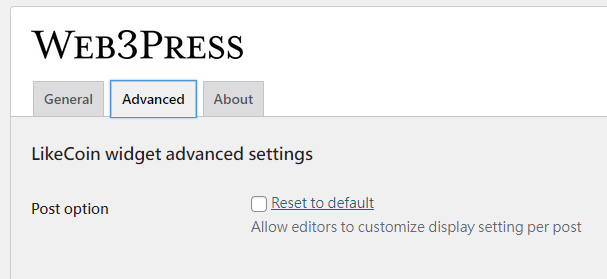 Web3Press
General Advanced About
LikeCoin widget advanced settings
Post option Reset to default
Allow editors to customize display setting per post